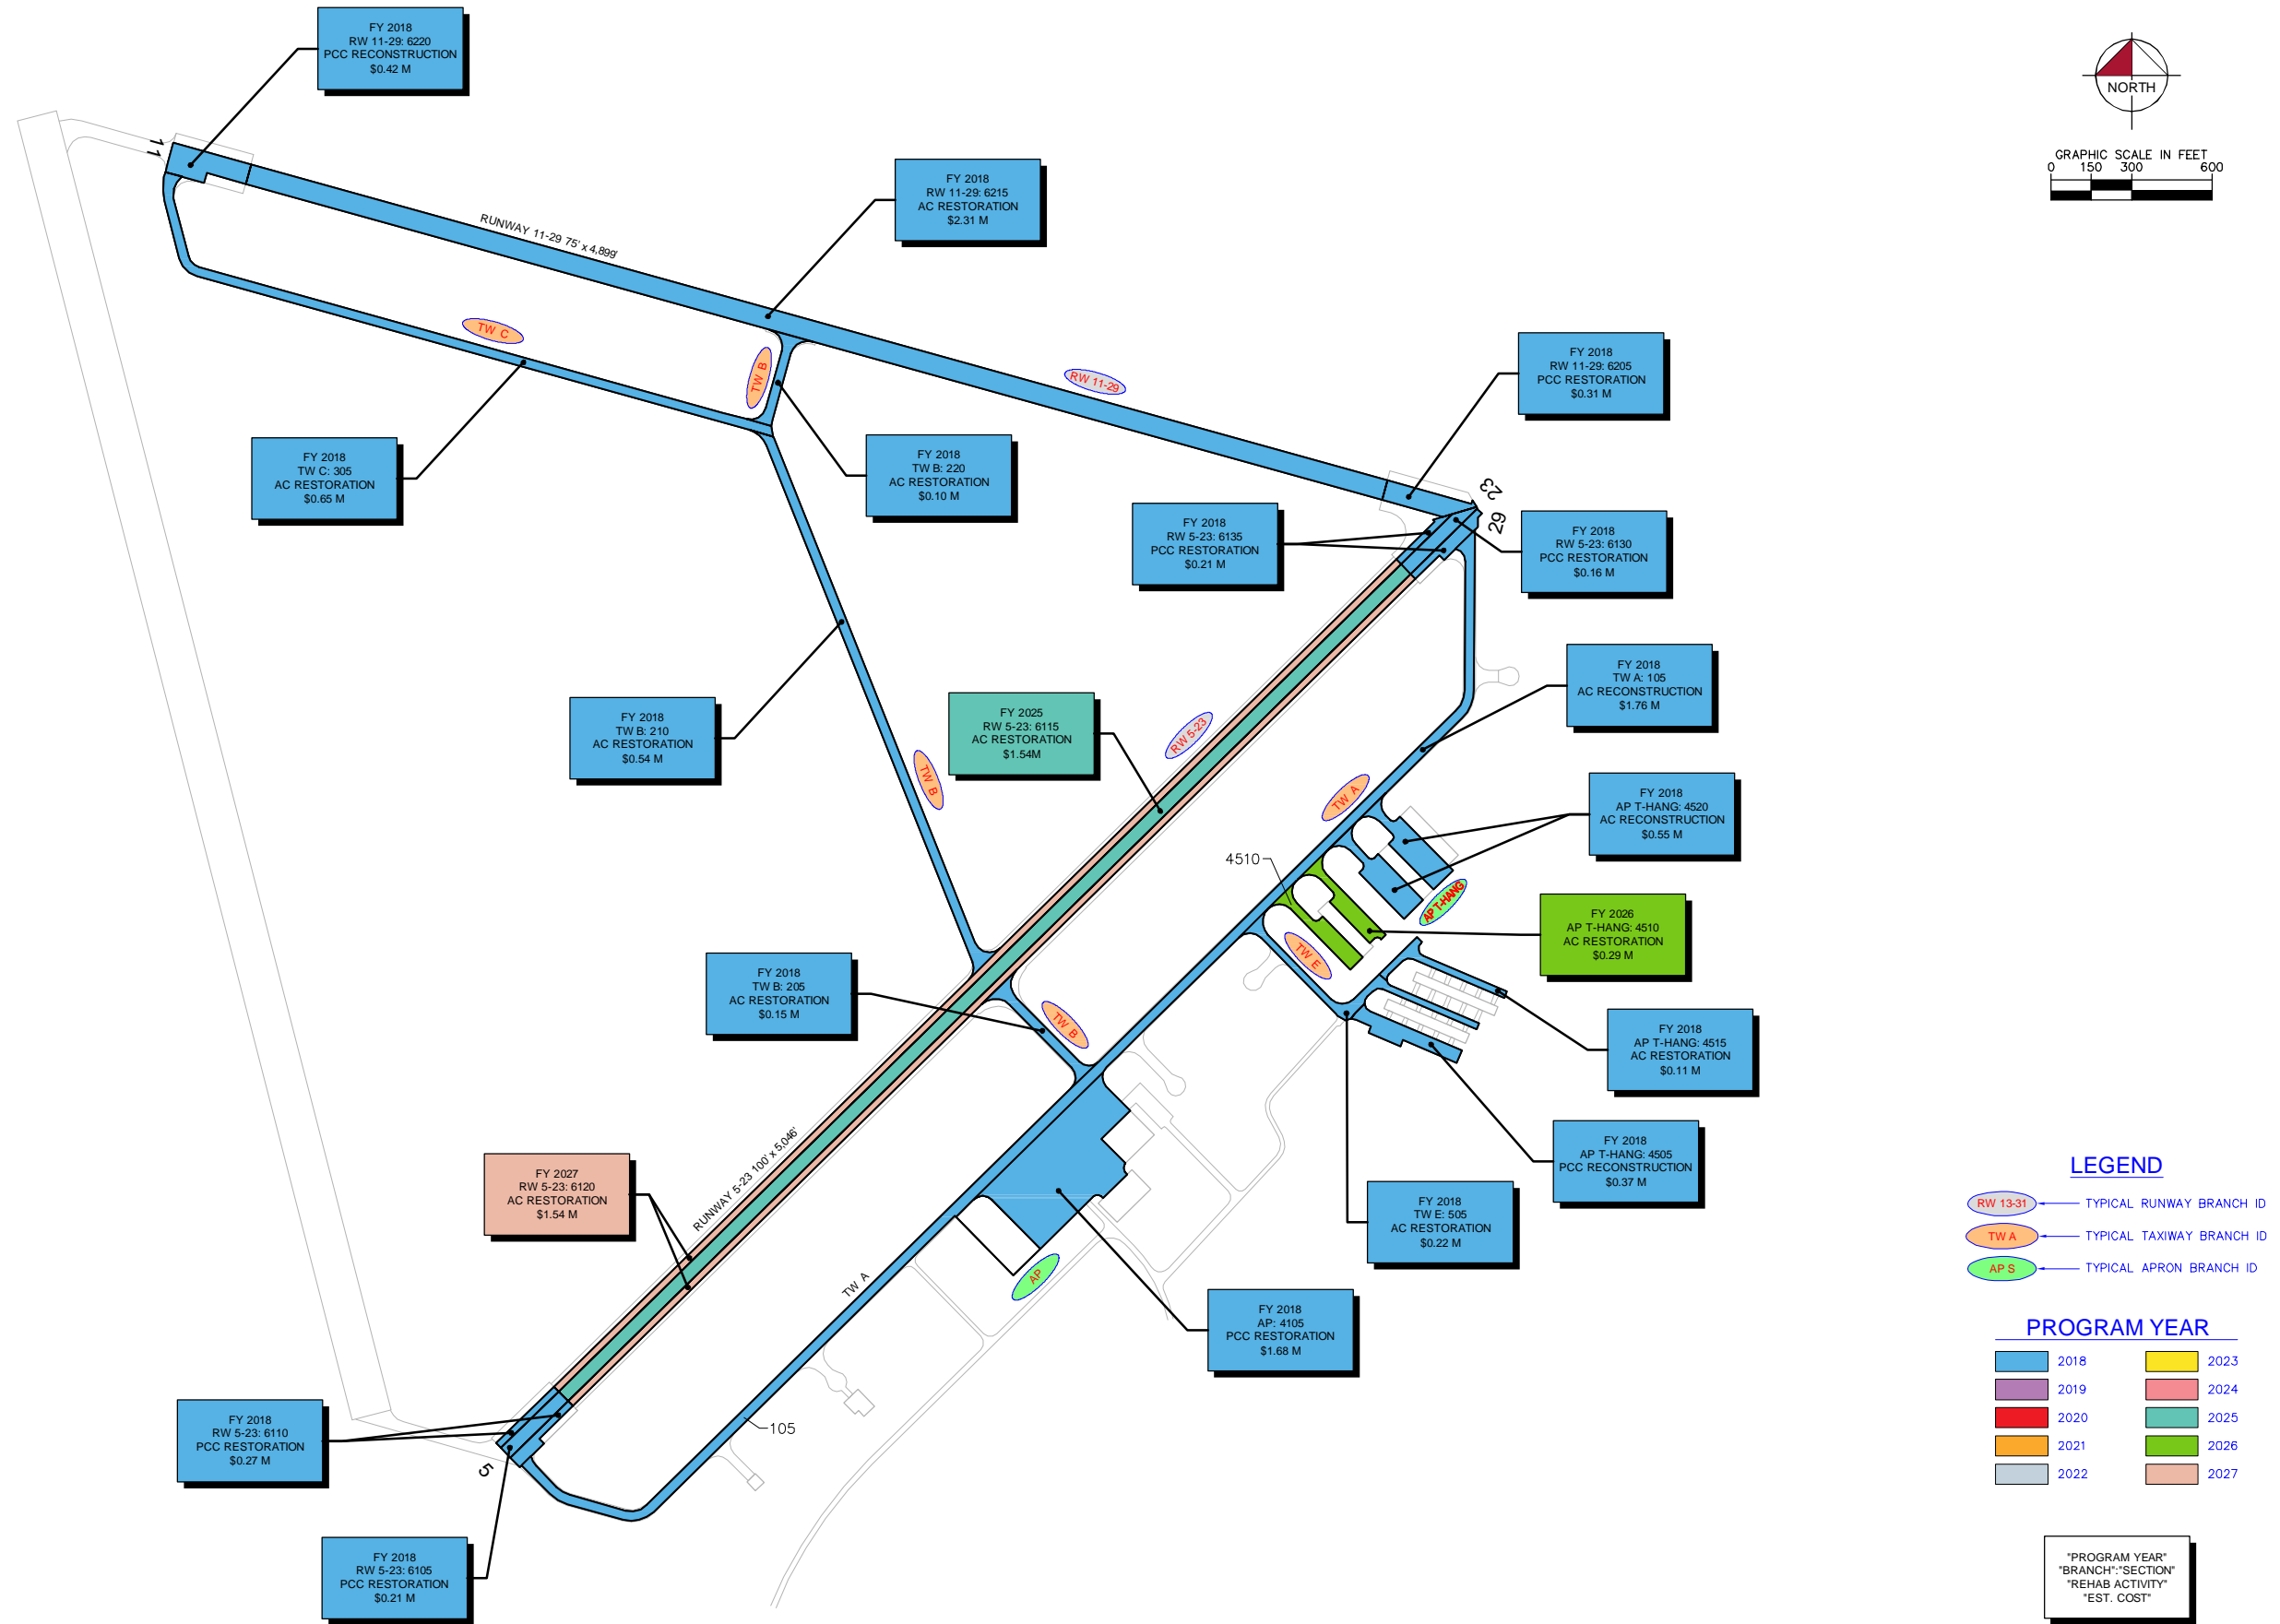 FY 2018
RW 11-29: 6220
PCC RECONSTRUCTION
$0.42 M
NORTH
GRAPHIC SCALE IN FEET
0 150 300 600
11
FY 2018
RW 11-29: 6215
AC RESTORATION
$2.31 M
RUNWAY 11-29 75' x 4,899'
TW C
TW B
RW 11-29
FY 2018
RW 11-29: 6205
PCC RESTORATION
$0.31 M
FY 2018
TW C: 305
AC RESTORATION
$0.65 M
FY 2018
TW B: 220
AC RESTORATION
$0.10 M
23
29
FY 2018
RW 5-23: 6135
PCC RESTORATION
$0.21 M
FY 2018
RW 5-23: 6130
PCC RESTORATION
$0.16 M
FY 2018
TW A: 105
AC RECONSTRUCTION
$1.76 M
FY 2018
TW B: 210
AC RESTORATION
$0.54 M
FY 2025
RW 5-23: 6115
AC RESTORATION
$1.54M
RW 5-23
TW B
TW A
FY 2018
AP T-HANG: 4520
AC RECONSTRUCTION
$0.55 M
4510
AP T-HANG
FY 2026
AP T-HANG: 4510
AC RESTORATION
$0.29 M
TW E
FY 2018
TW B: 205
AC RESTORATION
$0.15 M
TW B
FY 2018
AP T-HANG: 4515
AC RESTORATION
$0.11 M
FY 2018
AP T-HANG: 4505
PCC RECONSTRUCTION
$0.37 M
FY 2027
RW 5-23: 6120
AC RESTORATION
$1.54 M
RUNWAY 5-23 100' x 5,046'
FY 2018
TW E: 505
AC RESTORATION
$0.22 M
TW A
AP
FY 2018
AP: 4105
PCC RESTORATION
$1.68 M
FY 2018
RW 5-23: 6110
PCC RESTORATION
$0.27 M
105
5
FY 2018
RW 5-23: 6105
PCC RESTORATION
$0.21 M
LEGEND
RW 13-31 TYPICAL RUNWAY BRANCH ID
TW A TYPICAL TAXIWAY BRANCH ID
AP S TYPICAL APRON BRANCH ID
PROGRAM YEAR
2018 2023
2019 2024
2020 2025
2021 2026
2022 2027
"PROGRAM YEAR"
"BRANCH":"SECTION"
"REHAB ACTIVITY"
"EST. COST"